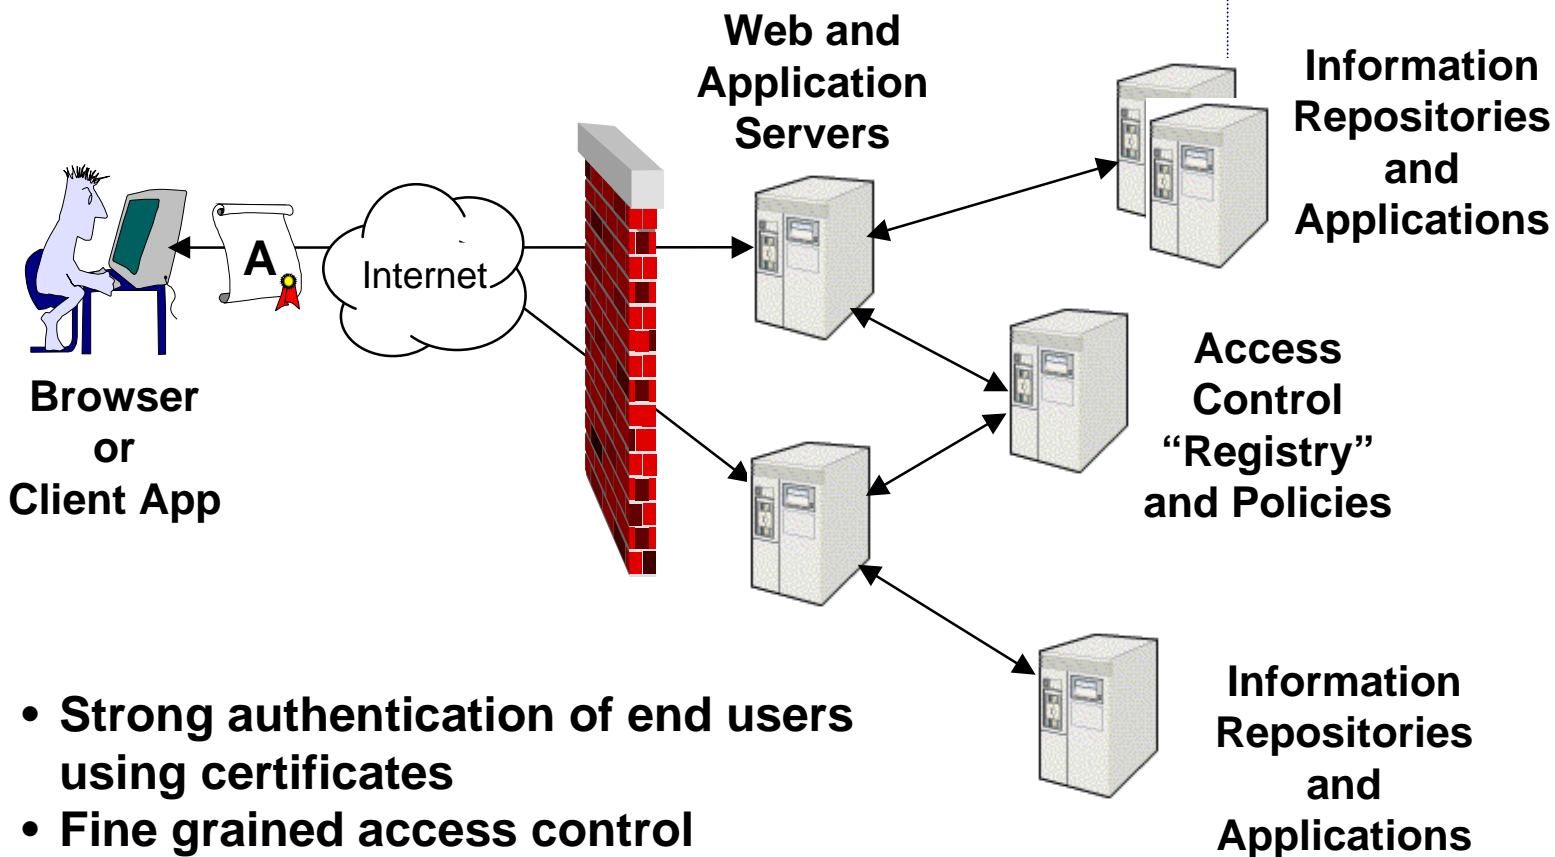 Web and
Application
Servers
Information
Repositories
and
Applications
A
Internet
Browser
or
Client App
Access
Control
“Registry”
and Policies
Information
Repositories
and
Applications
• Strong authentication of end users
using certificates
• Fine grained access control